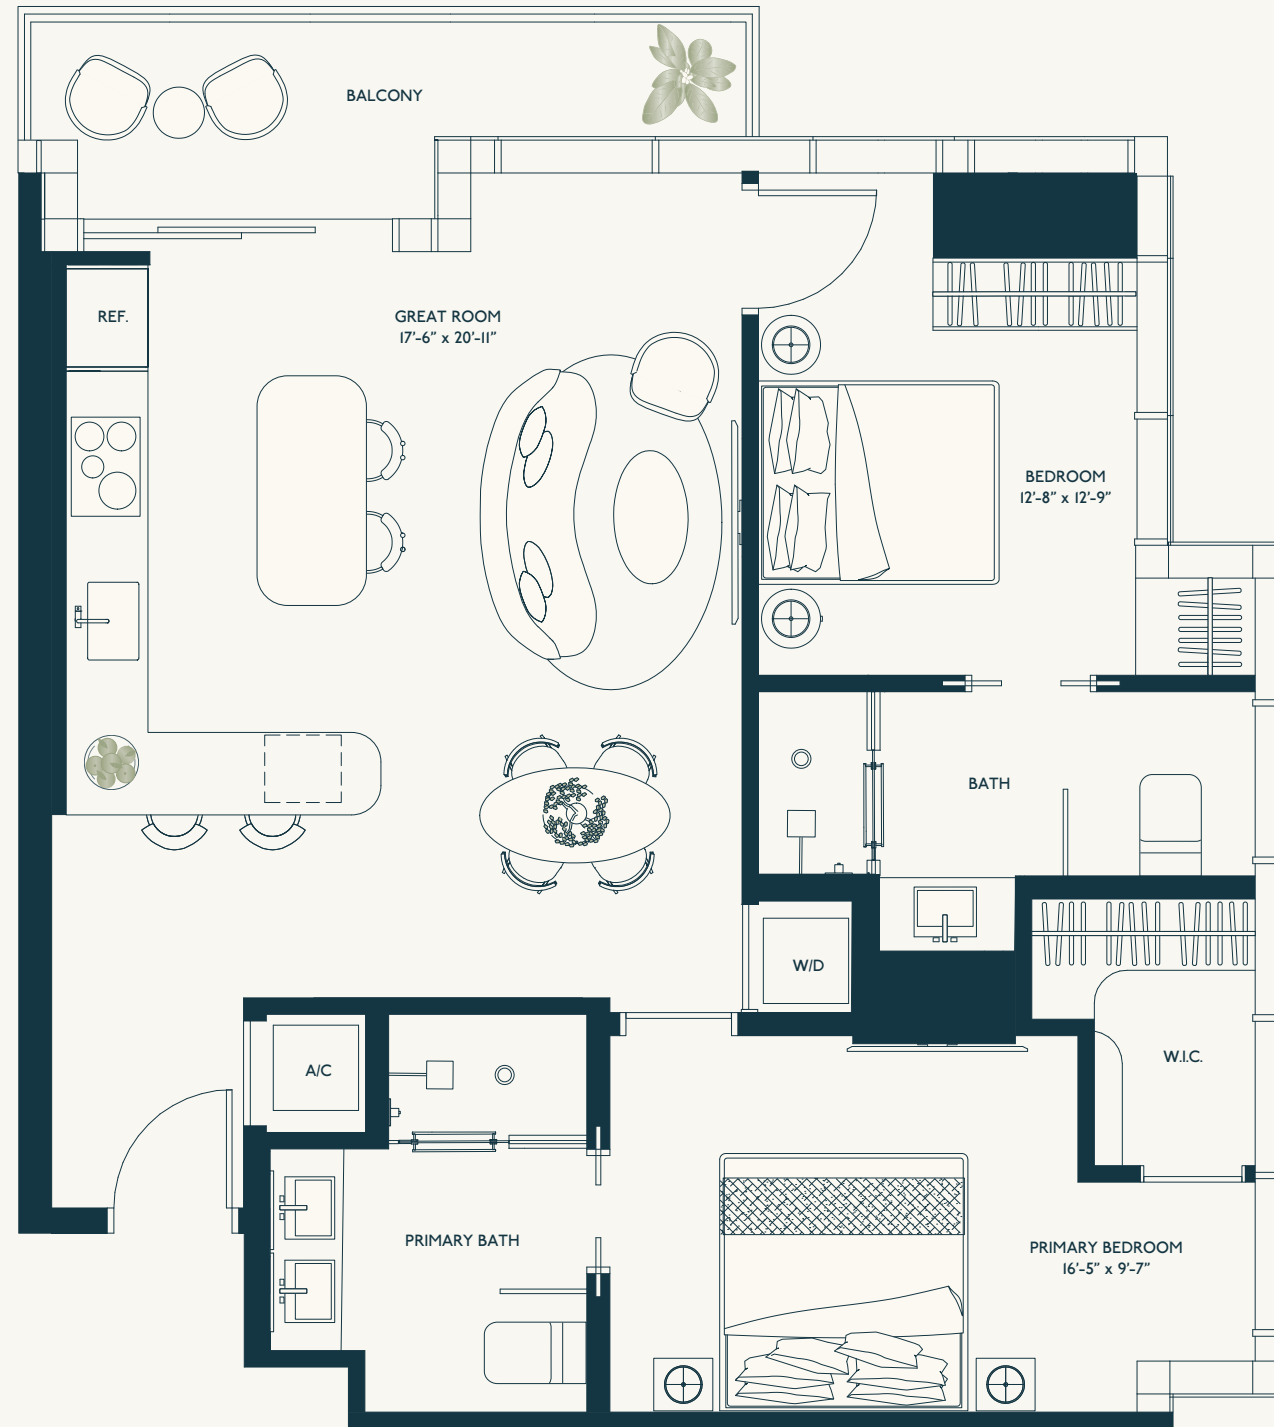 BALCONY
REF.
GREAT ROOM
17'-6" x 20'-11"
BEDROOM
12'-8" x 12'-9"
BATH
W/D
A/C
W.I.C.
PRIMARY BATH
PRIMARY BEDROOM
16'-5" x 9'-7"